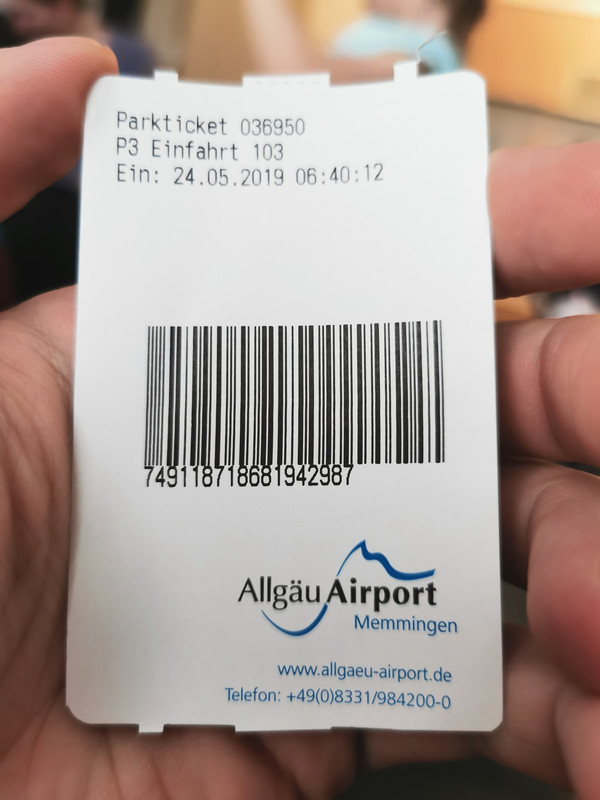 Parkticket 036950
P3 Einfahrt 103
Ein: 24.05.2019 06:40:12
749118718681942987
Allgäu Airport
Memmingen
www.allgaeu-airport.de
Telefon: +49(0)8331/984200-0